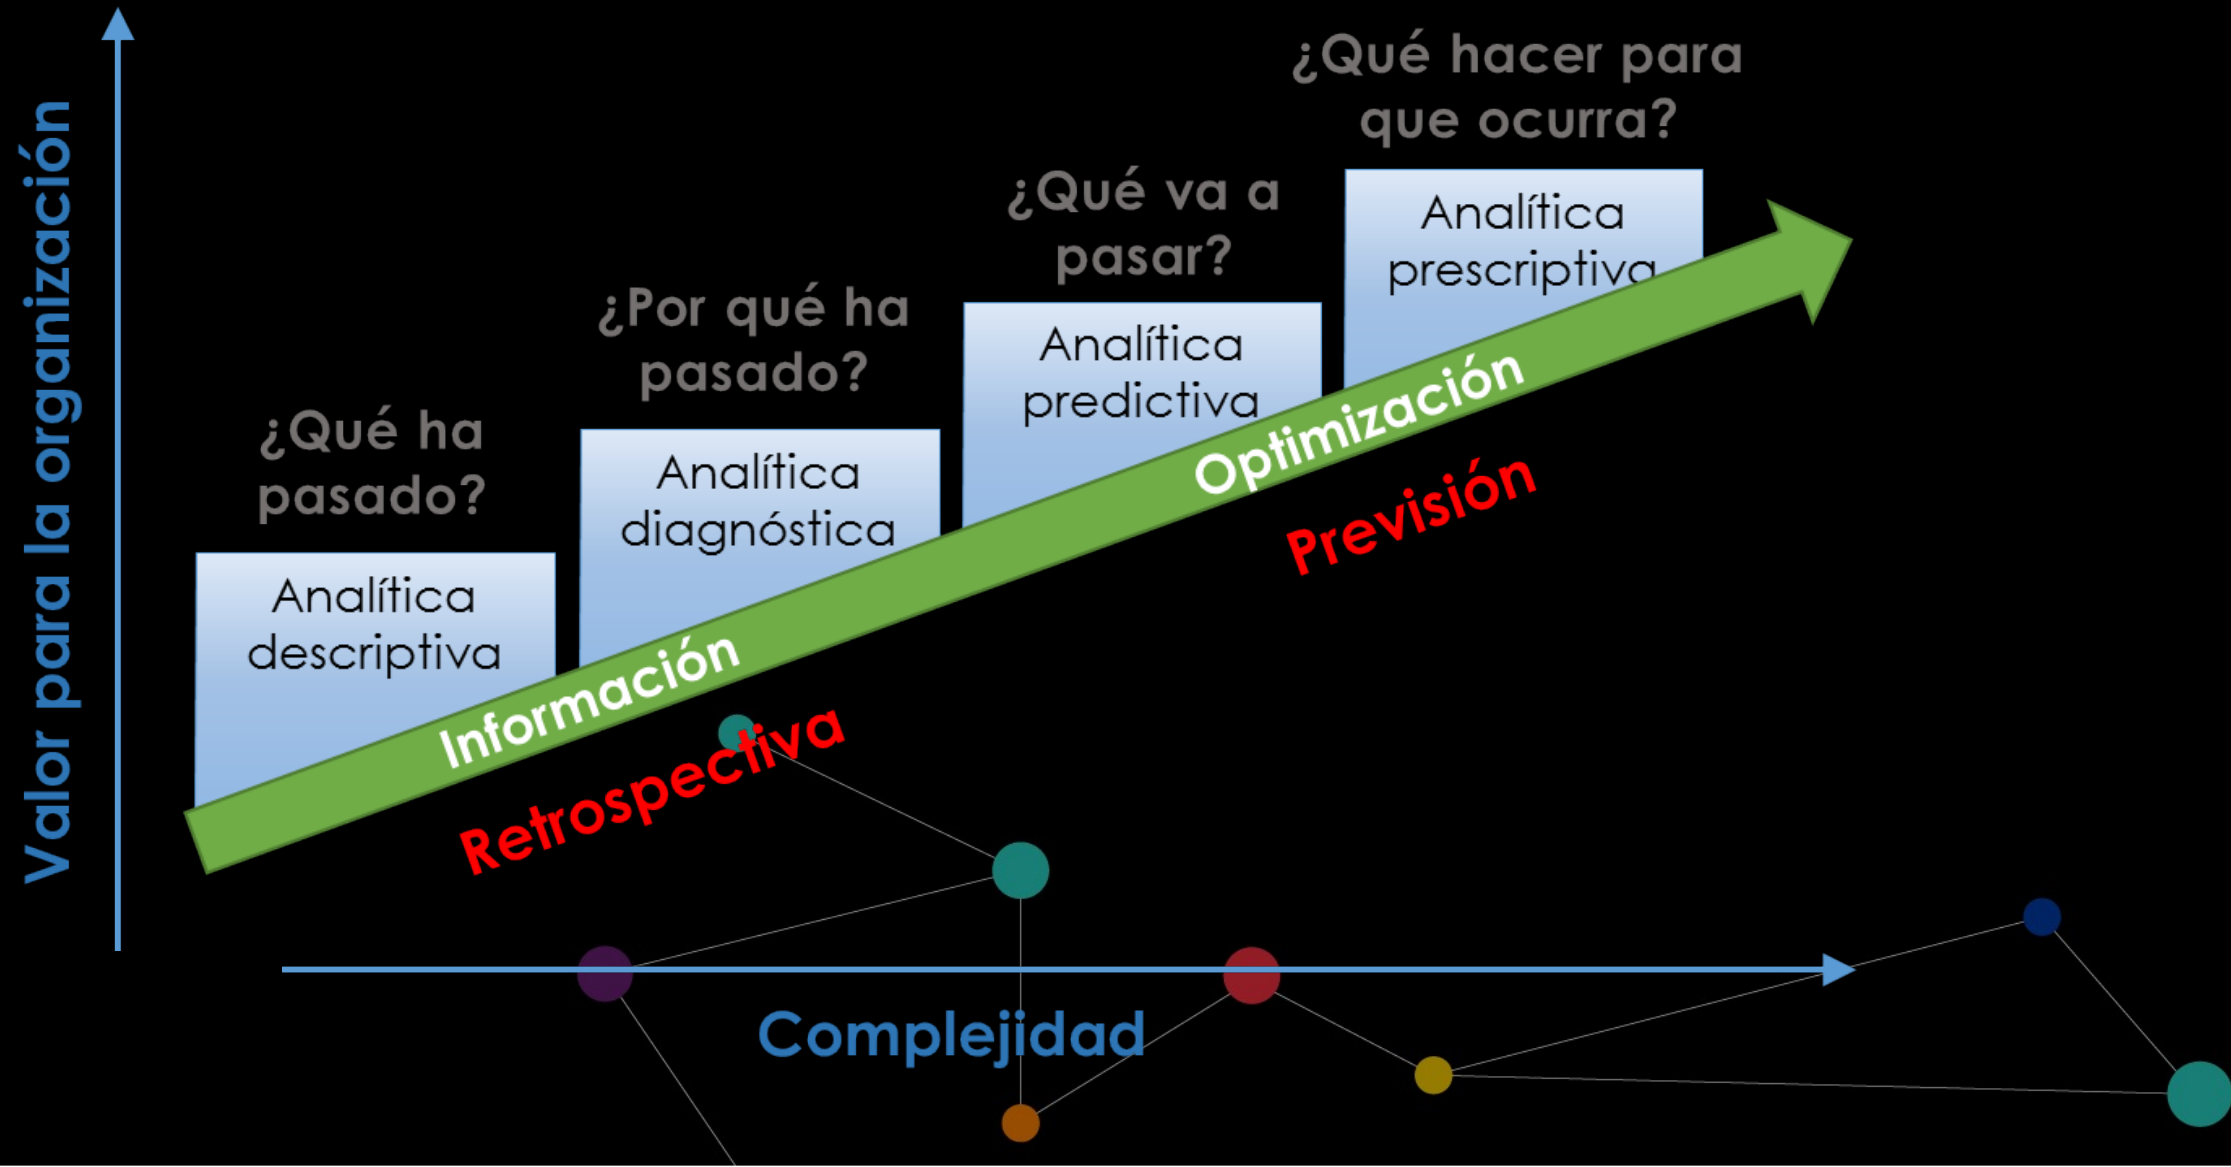 Valor para la organización
¿Qué ha
pasado?
Analítica
descriptiva
¿Por qué ha
pasado?
Analítica
diagnóstica
¿Qué va a
pasar?
Analítica
predictiva
¿Qué hacer para
que ocurra?
Analítica
prescriptiva
Información
Optimización
Retrospectiva
Previsión
Complejidad